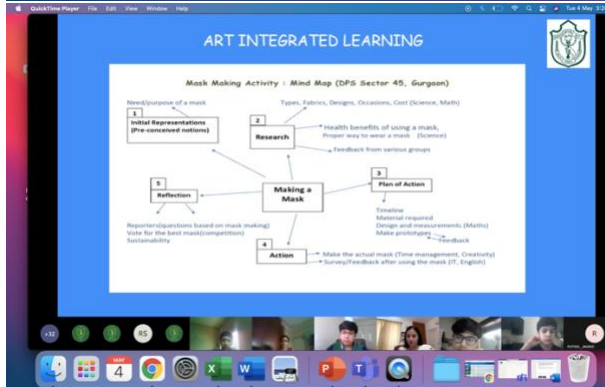 QuickTime Player File Edit View Window Help
Tue 4 May
ART INTEGRATED LEARNING
Mask Making Activity : Mind Map (DPS Sector 45, Gurgaon)
Need/purpose of a mask
1
Initial Representations
(Pre-conceived notions)
Types, Fabrics, Designs, Occasions, Cost (Science, Math)
2
Research
Health benefits of using a mask,
Proper way to wear a mask (Science)
Feedback from various groups
3
Plan of Action
Timeline
Material required
Design and measurements (Maths)
Make prototypes
Feedback
Making a
Mask
5
Reflection
Reporters(questions based on mask making)
Vote for the best mask(competition)
Sustainability
4
Action
Make the actual mask (Time management, Creativity)
Survey/Feedback after using the mask (IT, English)
+32
RS
R
MAY
4
X
W
P
T